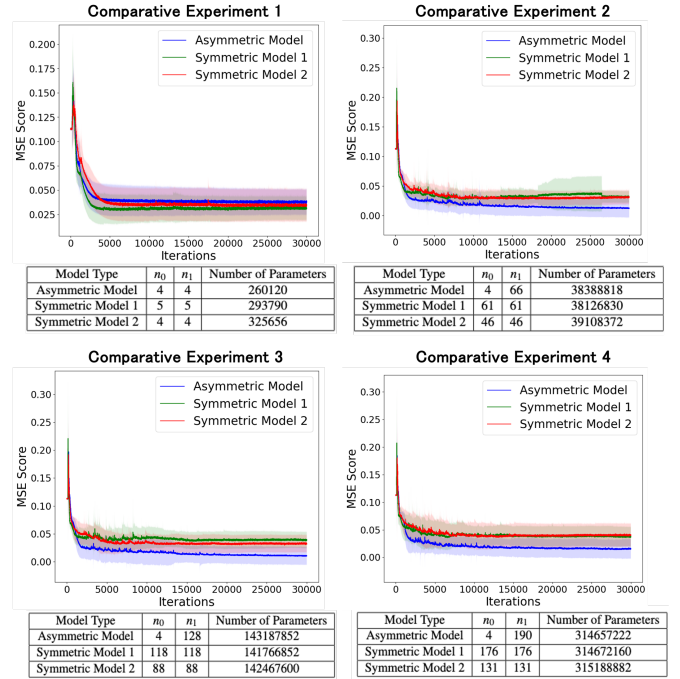 Comparative Experiment 1
0.200
0.175
0.150
0.125
0.100
0.075
0.050
0.025
MSE Score
Asymmetric Model
Symmetric Model 1
Symmetric Model 2
0 5000 10000 15000 20000 25000 30000
Iterations
Model Type n0 n1 Number of Parameters
Asymmetric Model 4 4 260120
Symmetric Model 1 5 5 293790
Symmetric Model 2 4 4 325656
Comparative Experiment 2
0.30
0.25
0.20
0.15
0.10
0.05
0.00
MSE Score
Asymmetric Model
Symmetric Model 1
Symmetric Model 2
0 5000 10000 15000 20000 25000 30000
Iterations
Model Type n0 n1 Number of Parameters
Asymmetric Model 4 66 38388818
Symmetric Model 1 61 61 38126830
Symmetric Model 2 46 46 39108372
Comparative Experiment 3
0.30
0.25
0.20
0.15
0.10
0.05
0.00
MSE Score
Asymmetric Model
Symmetric Model 1
Symmetric Model 2
0 5000 10000 15000 20000 25000 30000
Iterations
Model Type n0 n1 Number of Parameters
Asymmetric Model 4 128 143187852
Symmetric Model 1 118 118 141766852
Symmetric Model 2 88 88 142467600
Comparative Experiment 4
0.30
0.25
0.20
0.15
0.10
0.05
0.00
MSE Score
Asymmetric Model
Symmetric Model 1
Symmetric Model 2
0 5000 10000 15000 20000 25000 30000
Iterations
Model Type n0 n1 Number of Parameters
Asymmetric Model 4 190 314657222
Symmetric Model 1 176 176 314672160
Symmetric Model 2 131 131 315188882